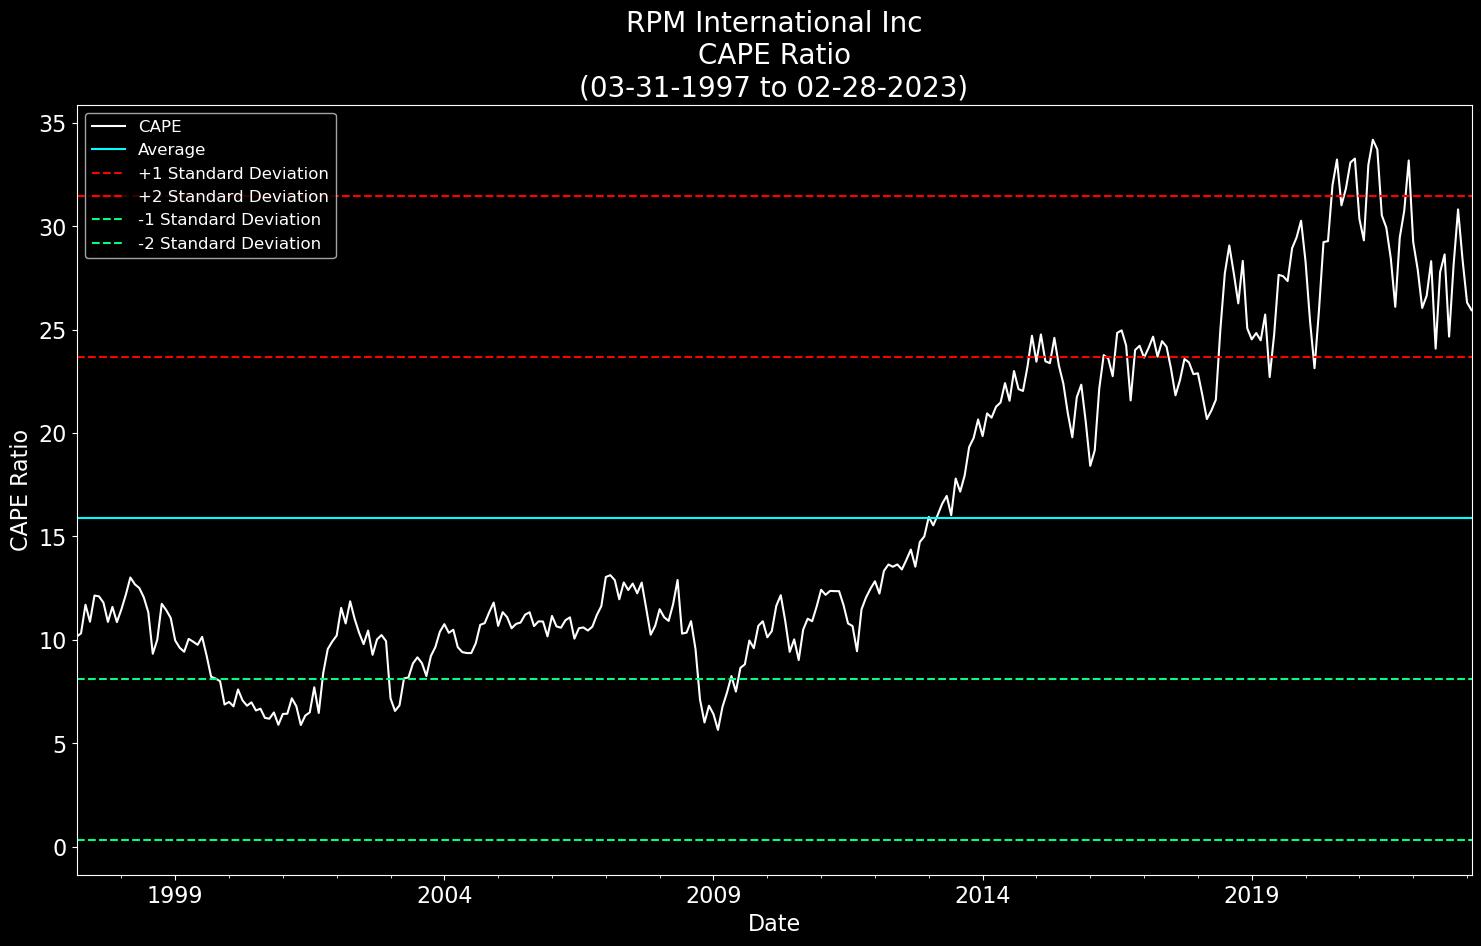 RPM International Inc
CAPE Ratio
(03-31-1997 to 02-28-2023)
35
30
25
20
15
10
5
0
CAPE Ratio
CAPE
Average
+1 Standard Deviation
+2 Standard Deviation
-1 Standard Deviation
-2 Standard Deviation
1999 2004 2009 2014 2019
Date